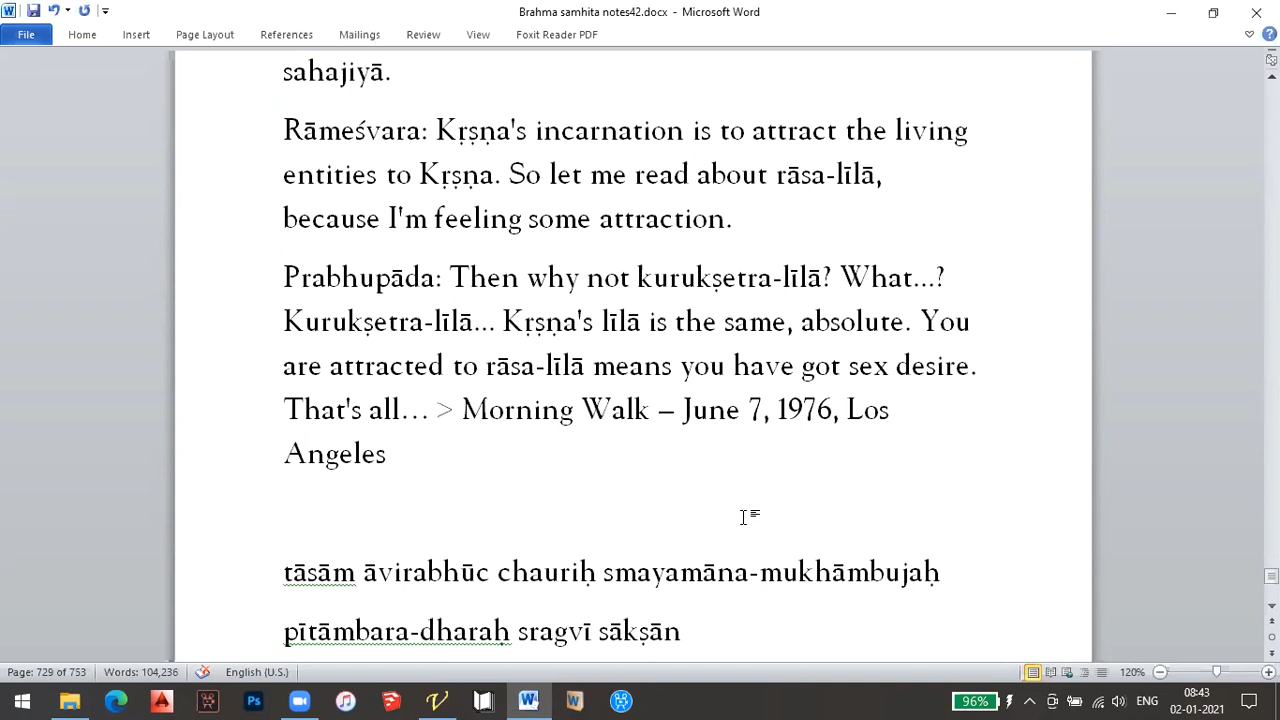 Brahma samhita notes42.docx - Microsoft Word
File Home Insert Page Layout References Mailings Review View Foxit Reader PDF
sahajiyā.
Rāmeśvara: Kṛṣṇa's incarnation is to attract the living
entities to Kṛṣṇa. So let me read about rāsa-līlā,
because I'm feeling some attraction.
Prabhupāda: Then why not kurukṣetra-līlā? What...?
Kurukṣetra-līlā... Kṛṣṇa's līlā is the same, absolute. You
are attracted to rāsa-līlā means you have got sex desire.
That's all… > Morning Walk – June 7, 1976, Los
Angeles
tāsām āvirabhūc chauriḥ smayamāna-mukhāmbujaḥ
pītāmbara-dharaḥ sragvī sākṣān
Page: 729 of 753 Words: 104,236 English (U.S.) 120%
96% ENG 08:43
02-01-2021